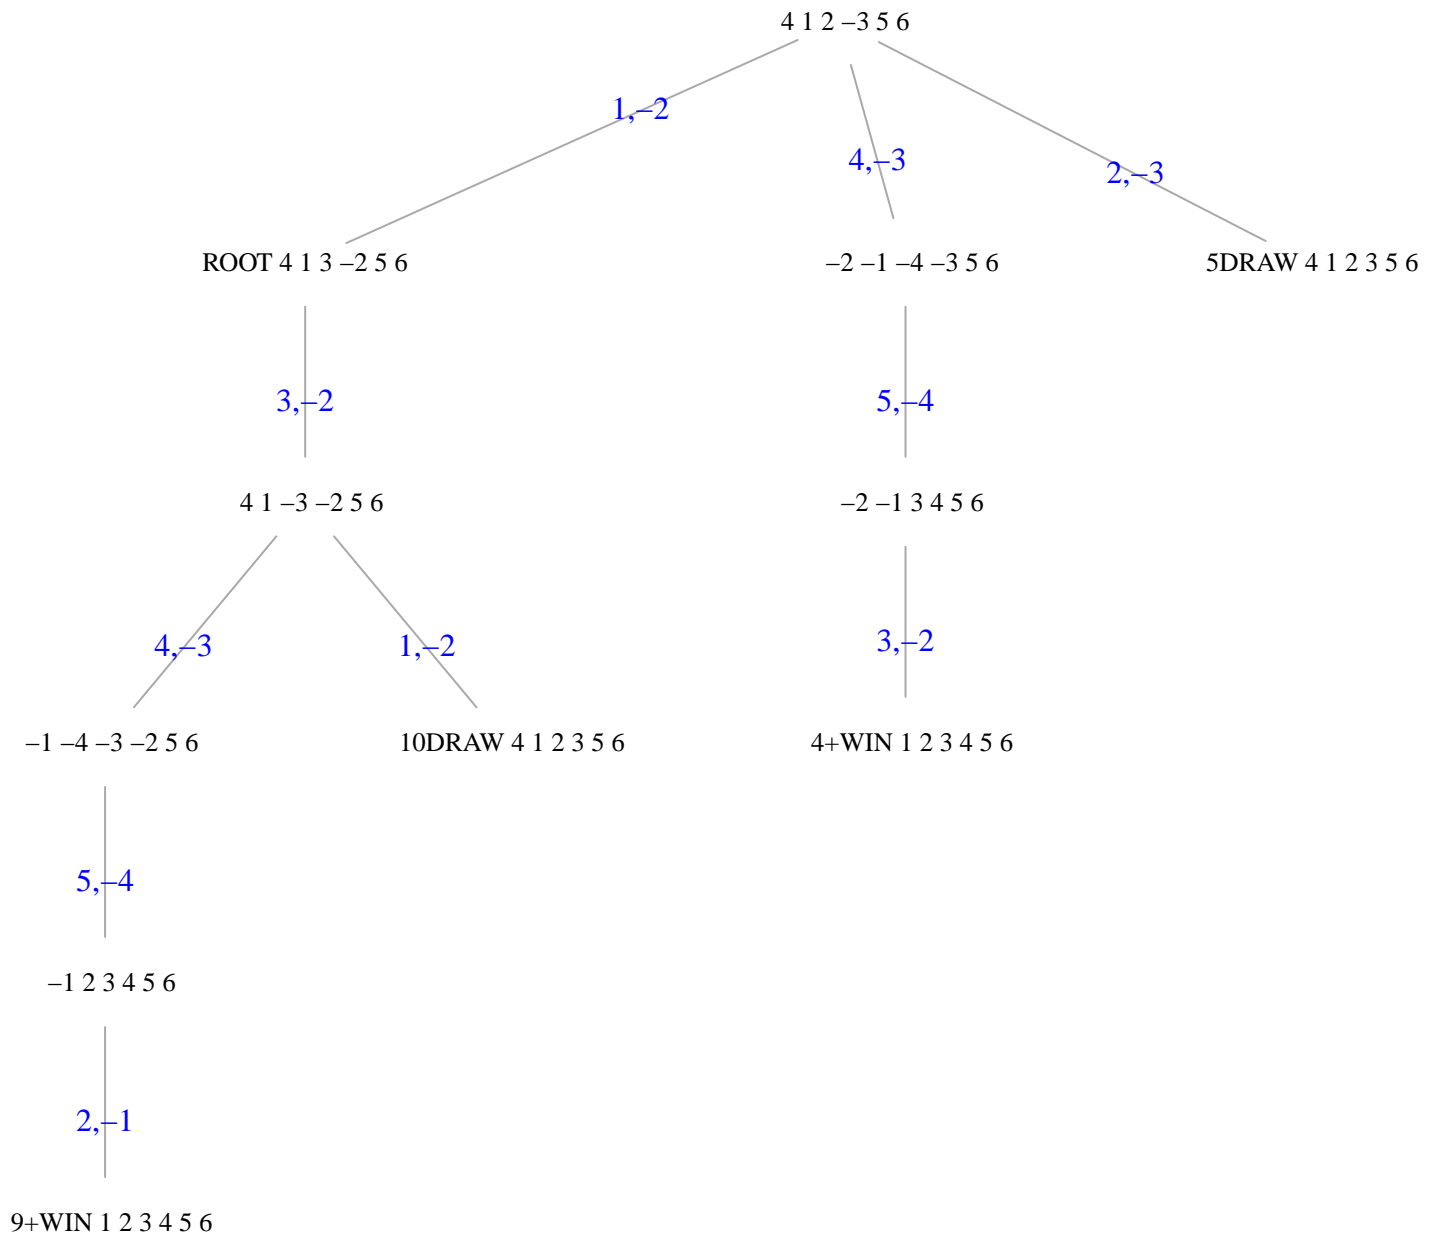 4 1 2 –3 5 6
1,–2
4,–3
2,–3
ROOT 4 1 3 –2 5 6
–2 –1 –4 –3 5 6
5DRAW 4 1 2 3 5 6
3,–2
5,–4
4 1 –3 –2 5 6
–2 –1 3 4 5 6
4,–3
1,–2
3,–2
–1 –4 –3 –2 5 6
10DRAW 4 1 2 3 5 6
4+WIN 1 2 3 4 5 6
5,–4
–1 2 3 4 5 6
2,–1
9+WIN 1 2 3 4 5 6